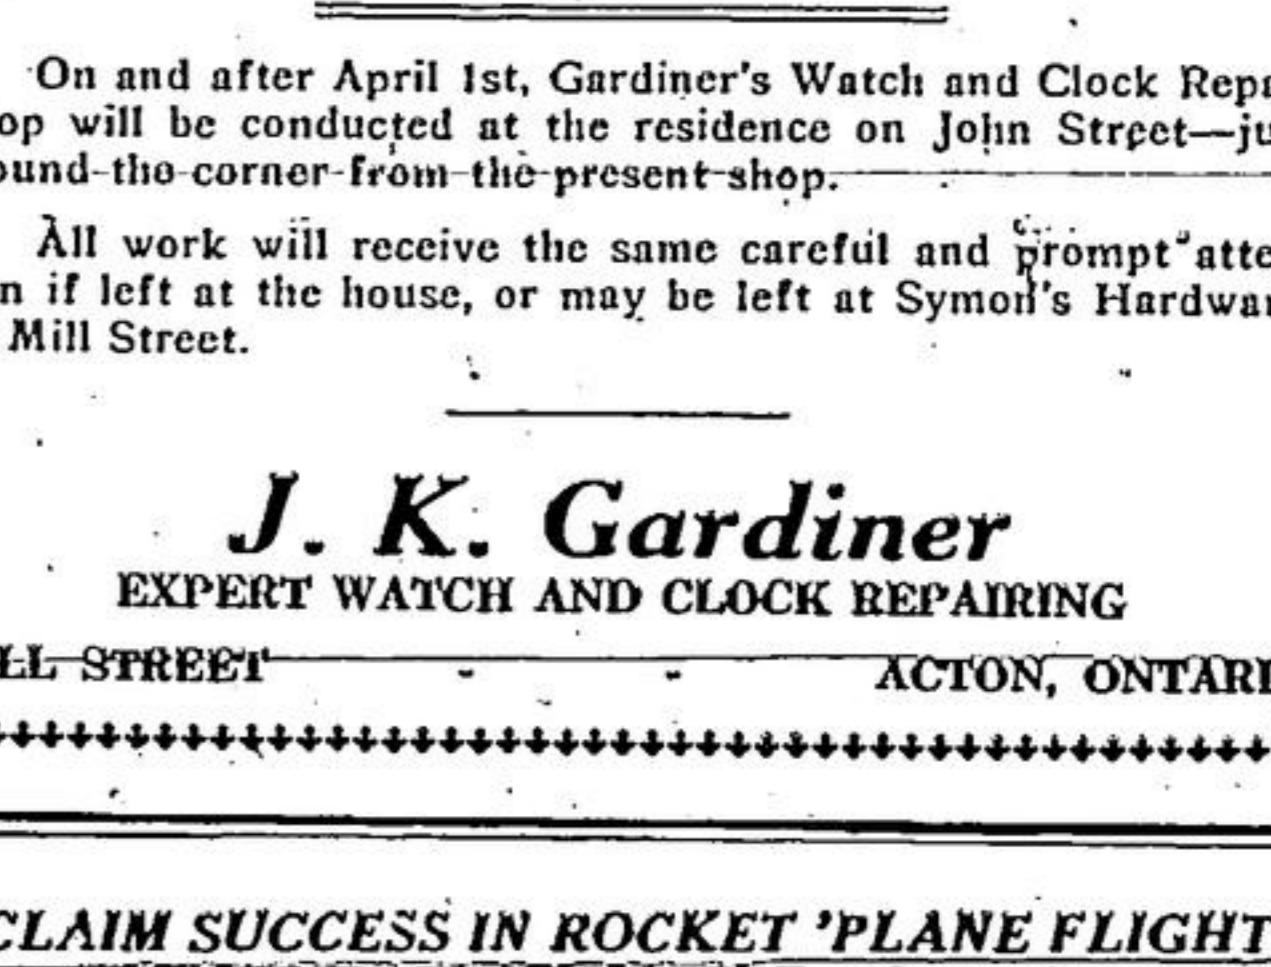 On and after April 1st, Gardiner's Watch and Clock Repa
op will be conducted at the residence on John Street—ju
ound the corner from the present shop.
All work will receive the same careful and prompt atte
n if left at the house, or may be left at Symon's Hardwar
Mill Street.
J. K. Gardiner
EXPERT WATCH AND CLOCK REPAIRING
LL STREET - - ACTON, ONTARI
CLAIM SUCCESS IN ROCKET 'PLANE FLIGHT